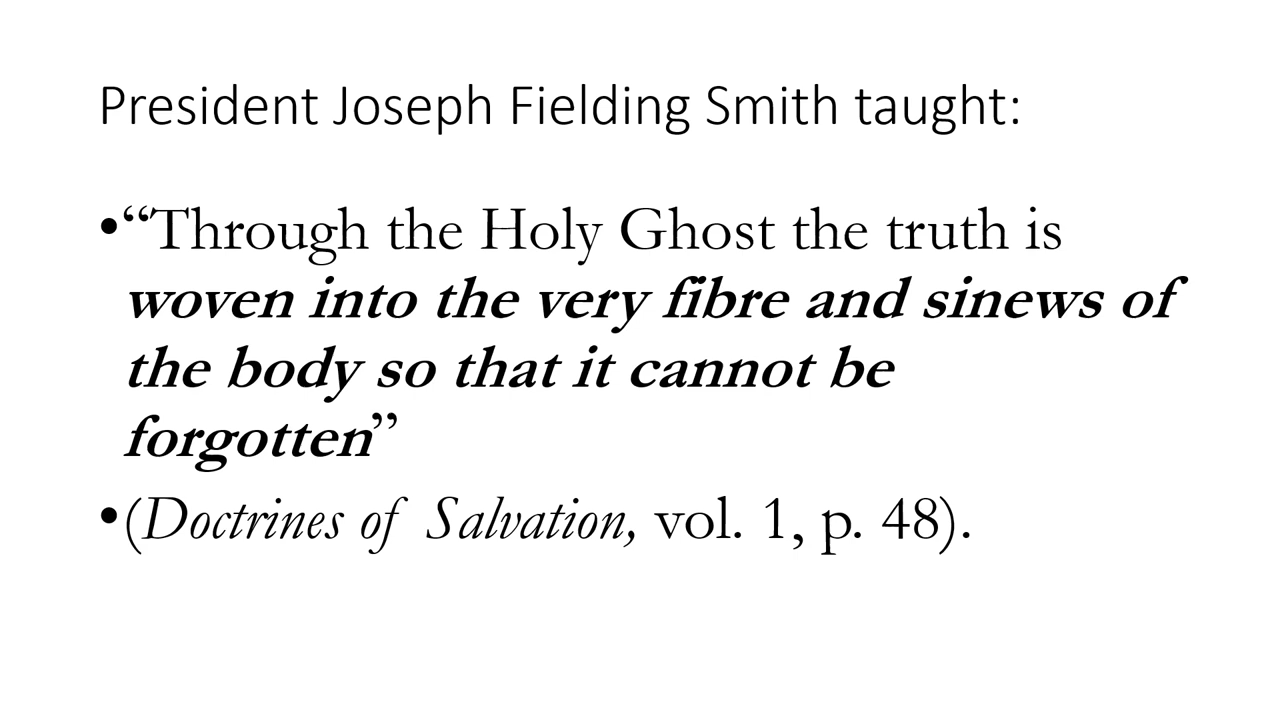 President Joseph Fielding Smith taught:
•“Through the Holy Ghost the truth is
woven into the very fibre and sinews of
the body so that it cannot be
forgotten”
•(Doctrines of Salvation, vol. 1, p. 48).